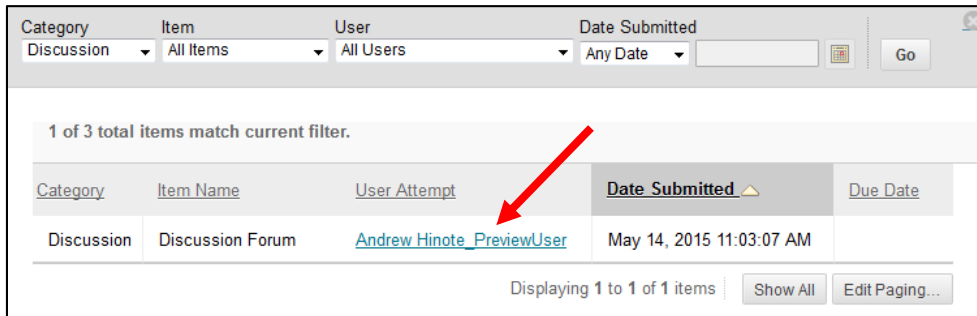 Category Item User Date Submitted
Discussion All Items All Users Any Date Go
1 of 3 total items match current filter.
Category Item Name User Attempt Date Submitted Due Date
Discussion Discussion Forum Andrew Hinote_PreviewUser May 14, 2015 11:03:07 AM
Displaying 1 to 1 of 1 items Show All Edit Paging...